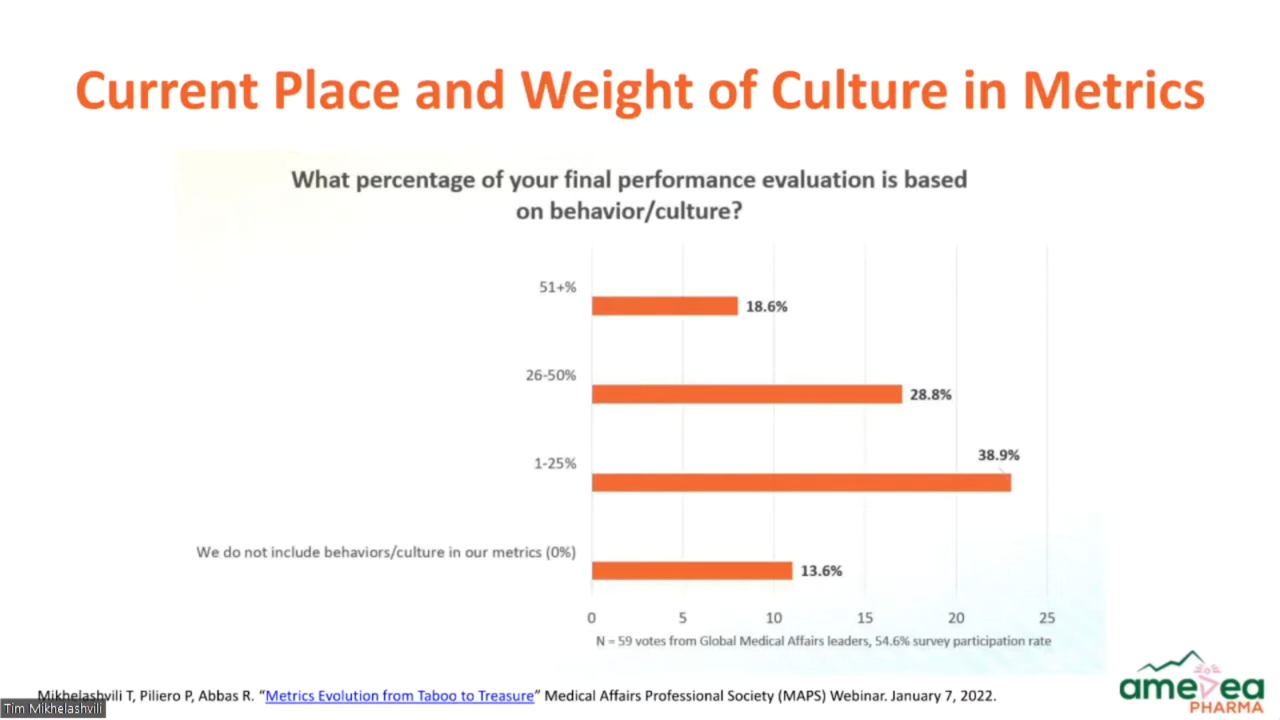 Current Place and Weight of Culture in Metrics
What percentage of your final performance evaluation is based
on behavior/culture?
51+%
18.6%
26-50%
28.8%
38.9%
1-25%
We do not include behaviors/culture in our metrics (0%)
13.6%
0 5 10 15 20 25
N = 59 votes from Global Medical Affairs leaders, 54.6% survey participation rate
Mikhelashvili T, Piliero P, Abbas R. “Metrics Evolution from Taboo to Treasure” Medical Affairs Professional Society (MAPS) Webinar. January 7, 2022.
Tim Mikhelashvili
amevea
PHARMA